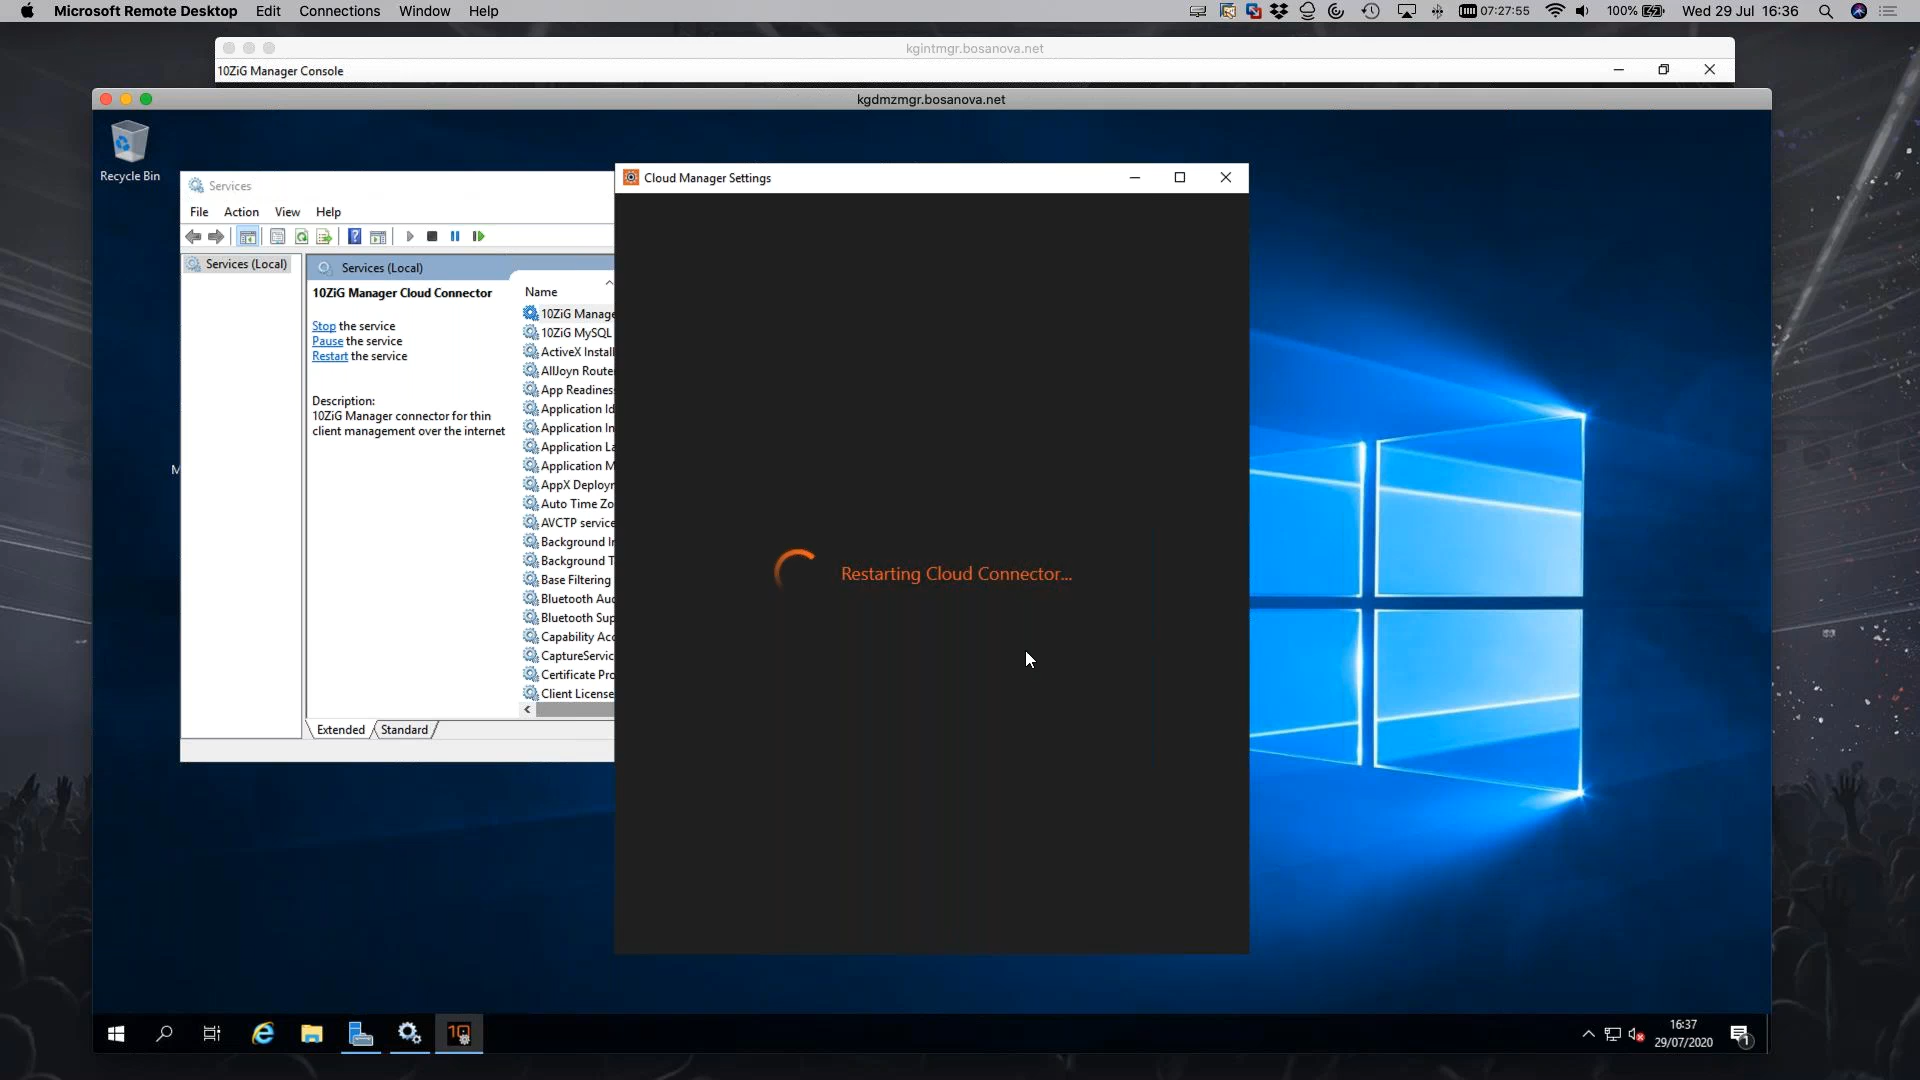 Microsoft Remote Desktop Edit Connections Window Help 07:27:55 100% Wed 29 Jul 16:36
kgintmgr.bosanova.net
10ZiG Manager Console
kgdmzmgr.bosanova.net
Recycle Bin
Services
File Action View Help
Services (Local)
Services (Local)
10ZiG Manager Cloud Connector
Stop the service
Pause the service
Restart the service
Description:
10ZiG Manager connector for thin
client management over the internet
Name
10ZiG Manage
10ZiG MySQL
ActiveX Install
AllJoyn Route
App Readines
Application Id
Application In
Application La
Application M
AppX Deploy
Auto Time Zo
AVCTP service
Background In
Background T
Base Filtering
Bluetooth Auc
Bluetooth Sup
Capability Acc
CaptureServic
Certificate Pro
Client License
Extended Standard
M
Cloud Manager Settings
Restarting Cloud Connector...
16:37
29/07/2020
1